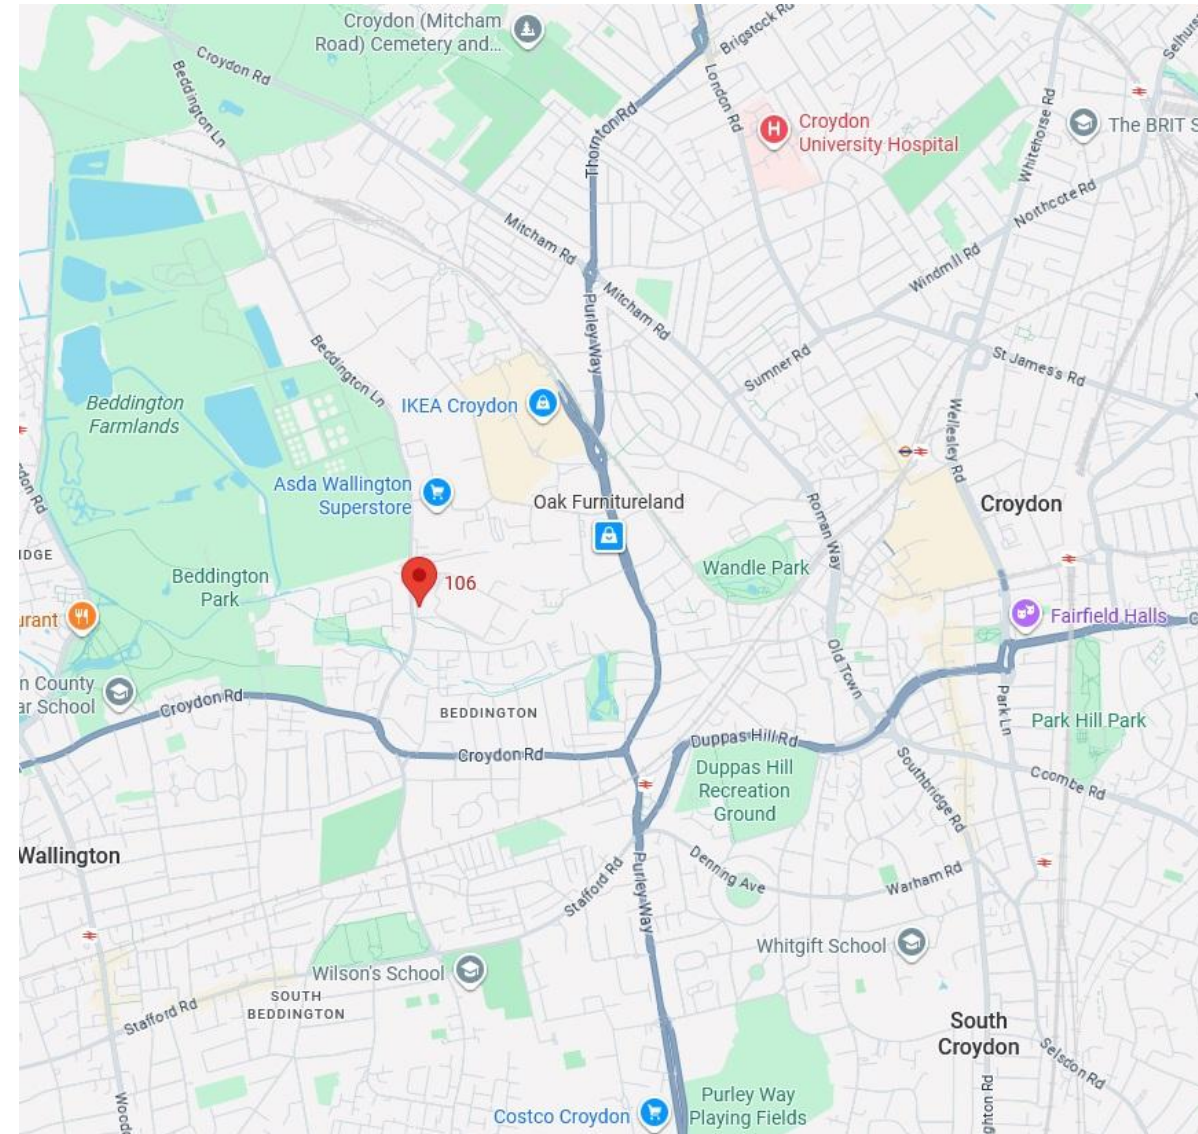 Croydon (Mitcham
Road) Cemetery and...
Brigstock Rd
Croydon Rd
Beddington Ln
London Rd
Thornton Rd
Croydon
University Hospital
Whitehorse Rd
The BRIT S
Northcote Rd
Mitcham Rd
Windmill Rd
Purley Way
Mitcham Rd
Beddington Ln
Sumner Rd
St James's Rd
Beddington
Farmlands
IKEA Croydon
Wellesley Rd
Asda Wallington
Superstore
Oak Furnitureland
Croydon
Roman Way
IDGE
Beddington
Park
106
Wandle Park
urant
Fairfield Halls
Old Town
n County
ar School
Croydon Rd
BEDDINGTON
Park Ln
Park Hill Park
Croydon Rd
Duppas Hill Rd
Duppas Hill
Recreation
Ground
Southbridge Rd
Coombe Rd
Wallington
Stafford Rd
Purley Way
Denning Ave
Warham Rd
Whitgift School
Wilson's School
SOUTH
BEDDINGTON
Stafford Rd
South
Croydon
Selsdon Rd
Purley Way
Playing Fields
Costco Croydon
Wood
ghton Rd